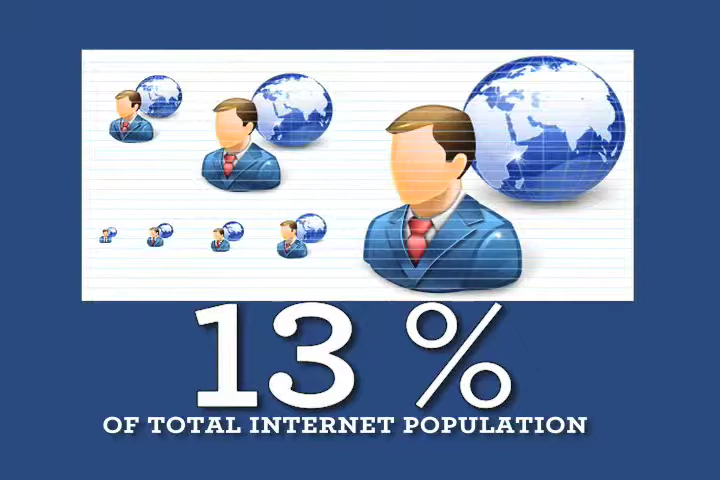 13 %
OF TOTAL INTERNET POPULATION